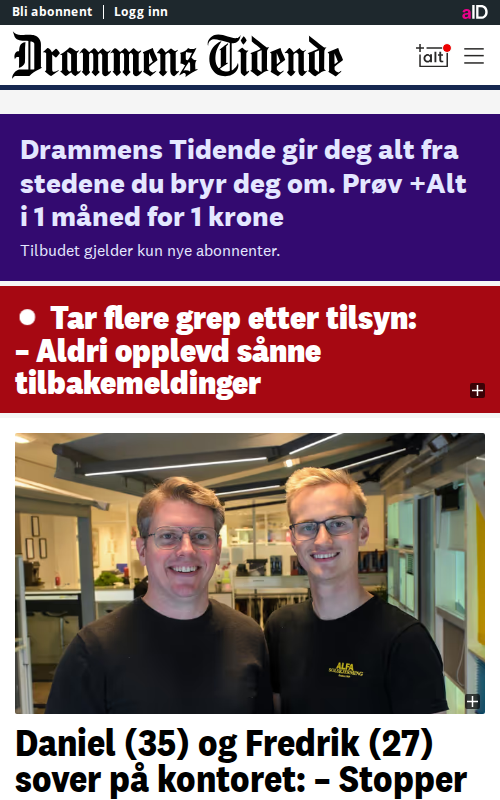 Bli abonnent | Logg inn
aID
Drammens Tidende
+alt
Drammens Tidende gir deg alt fra
stedene du bryr deg om. Prøv +Alt
i 1 måned for 1 krone
Tilbudet gjelder kun nye abonnenter.
Tar flere grep etter tilsyn:
– Aldri opplevd sånne
tilbakemeldinger
+
ALFA
SOLSKJERMING
+
Daniel (35) og Fredrik (27)
sover på kontoret: – Stopper